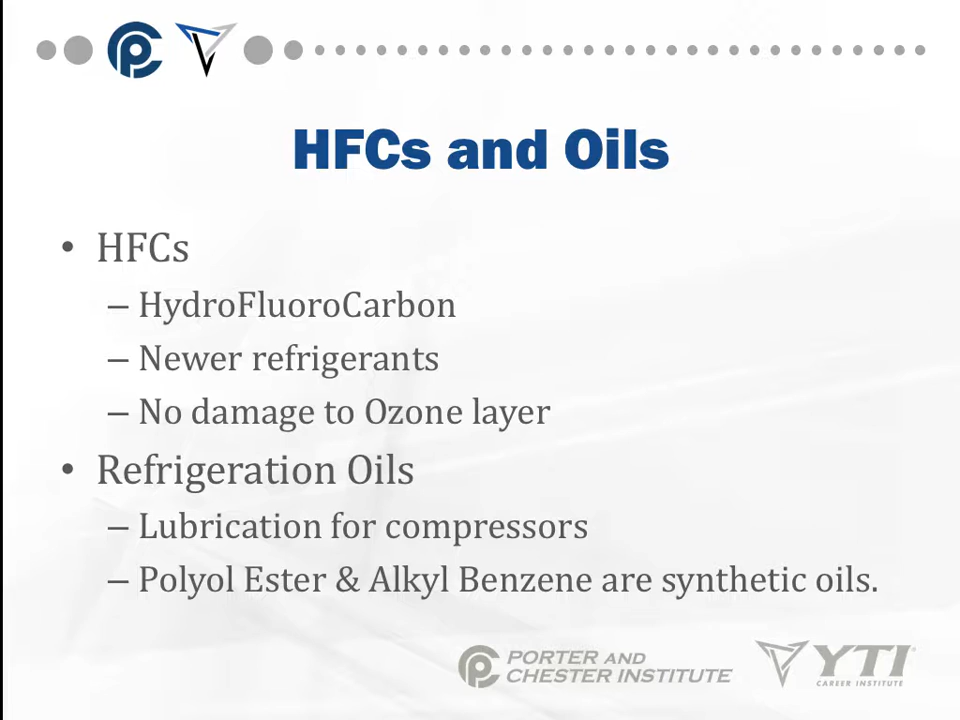 HFCs and Oils
• HFCs
– HydroFluoroCarbon
– Newer refrigerants
– No damage to Ozone layer
• Refrigeration Oils
– Lubrication for compressors
– Polyol Ester & Alkyl Benzene are synthetic oils.
PORTER AND
CHESTER INSTITUTE
YTI
CAREER INSTITUTE